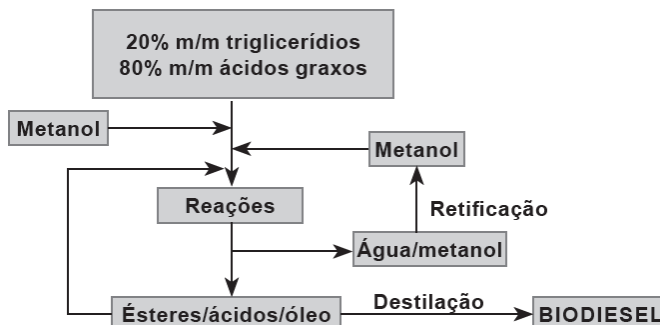 20% m/m triglicerídios
80% m/m ácidos graxos
Metanol
Metanol
Reações
Retificação
Água/metanol
Ésteres/ácidos/óleo
Destilação
BIODIESEL